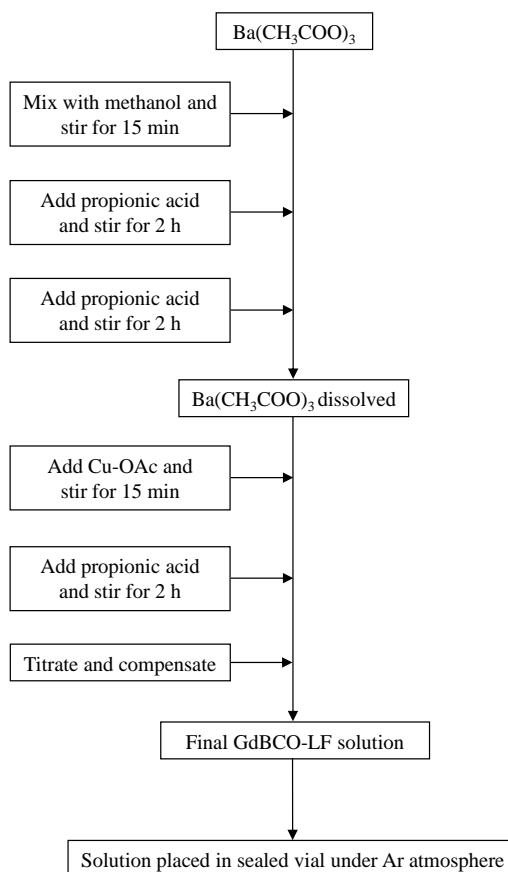 Ba(CH₃COO)₃
Mix with methanol and
stir for 15 min
Add propionic acid
and stir for 2 h
Add propionic acid
and stir for 2 h
Ba(CH₃COO)₃ dissolved
Add Cu-OAc and
stir for 15 min
Add propionic acid
and stir for 2 h
Titrate and compensate
Final GdBCO-LF solution
Solution placed in sealed vial under Ar atmosphere